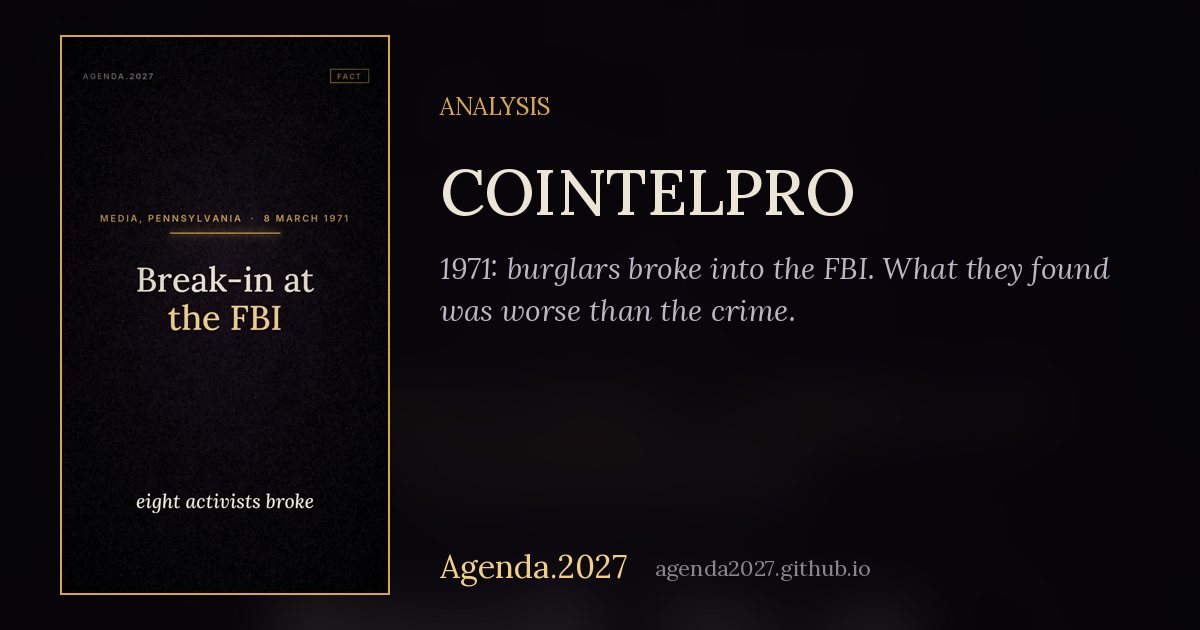 AGENDA.2027
FACT
MEDIA, PENNSYLVANIA · 8 MARCH 1971
Break-in at
the FBI
eight activists broke
ANALYSIS
COINTELPRO
1971: burglars broke into the FBI. What they found
was worse than the crime.
Agenda.2027
agenda2027.github.io